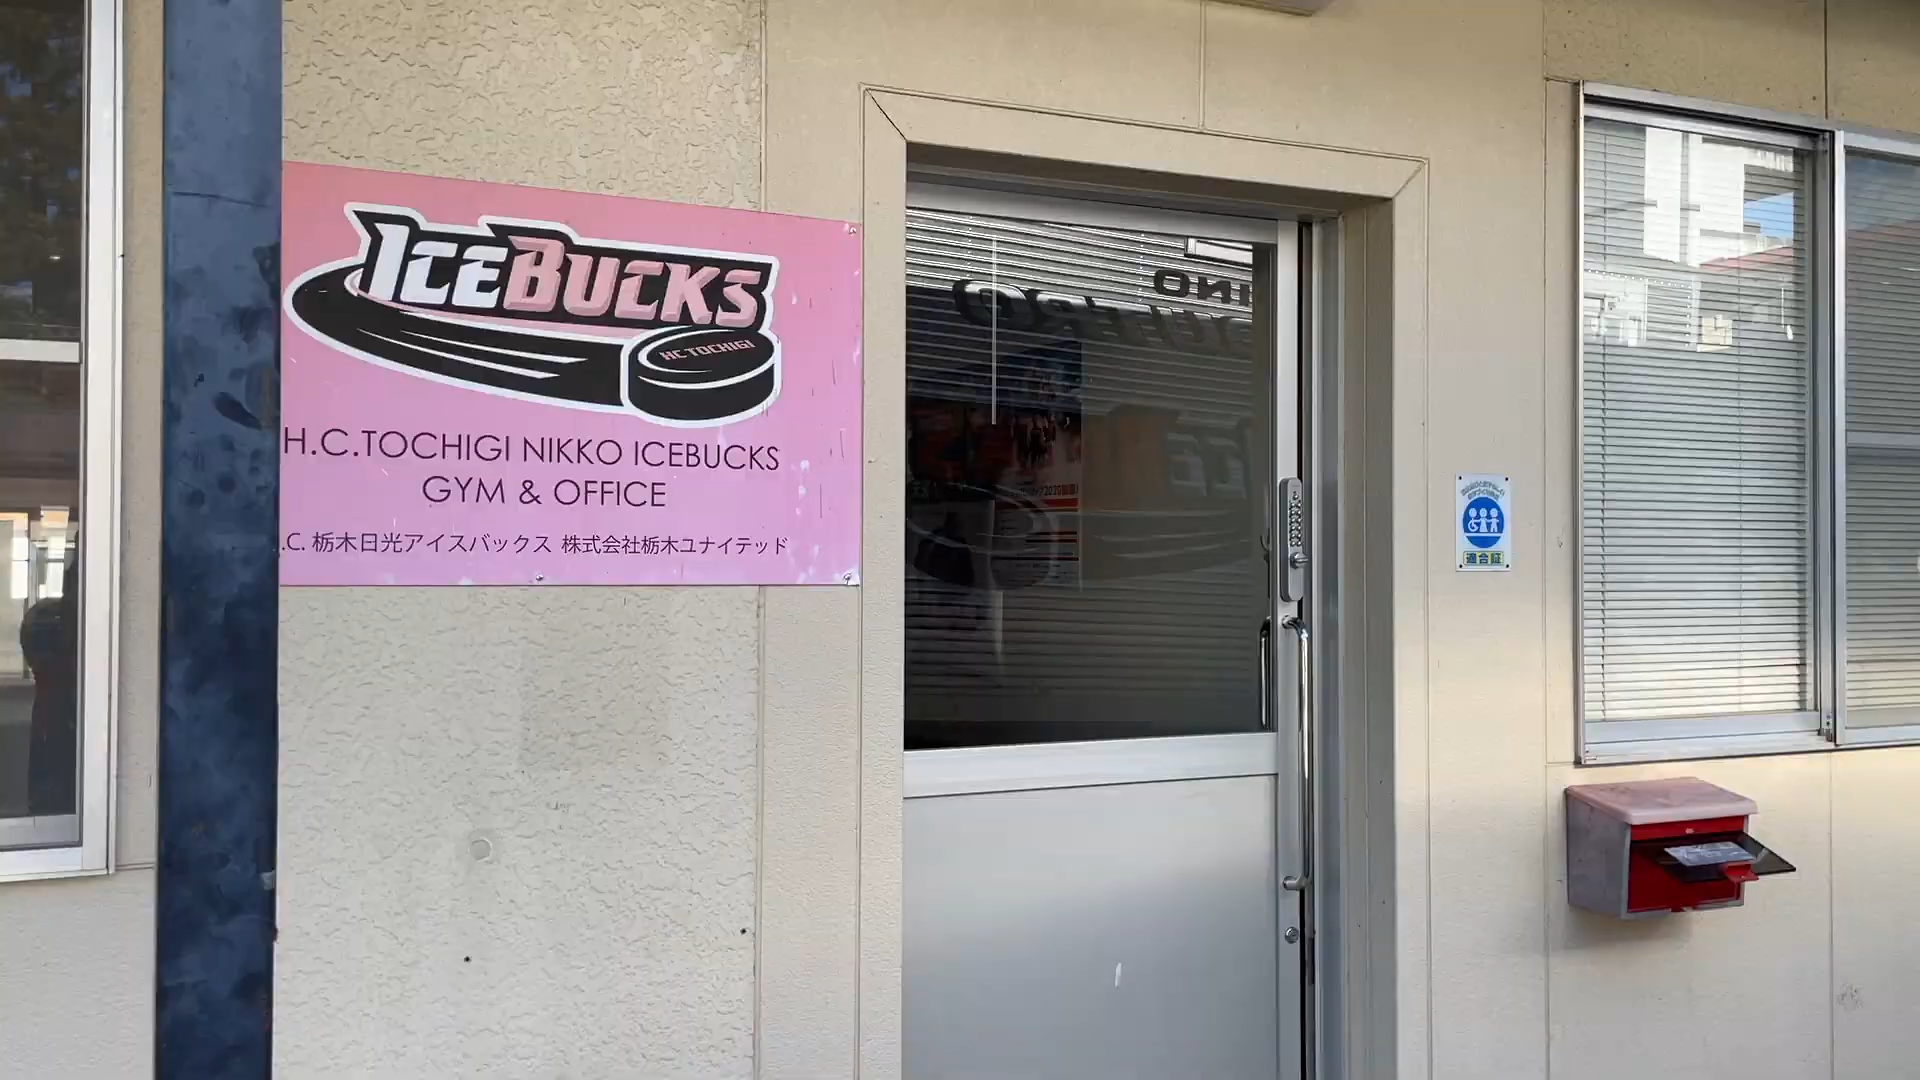 ICEBUCKS
HC TOCHIGI
H.C.TOCHIGI NIKKO ICEBUCKS
GYM & OFFICE
.C. 栃木日光アイスバックス 株式会社栃木ユナイテッド
適合証